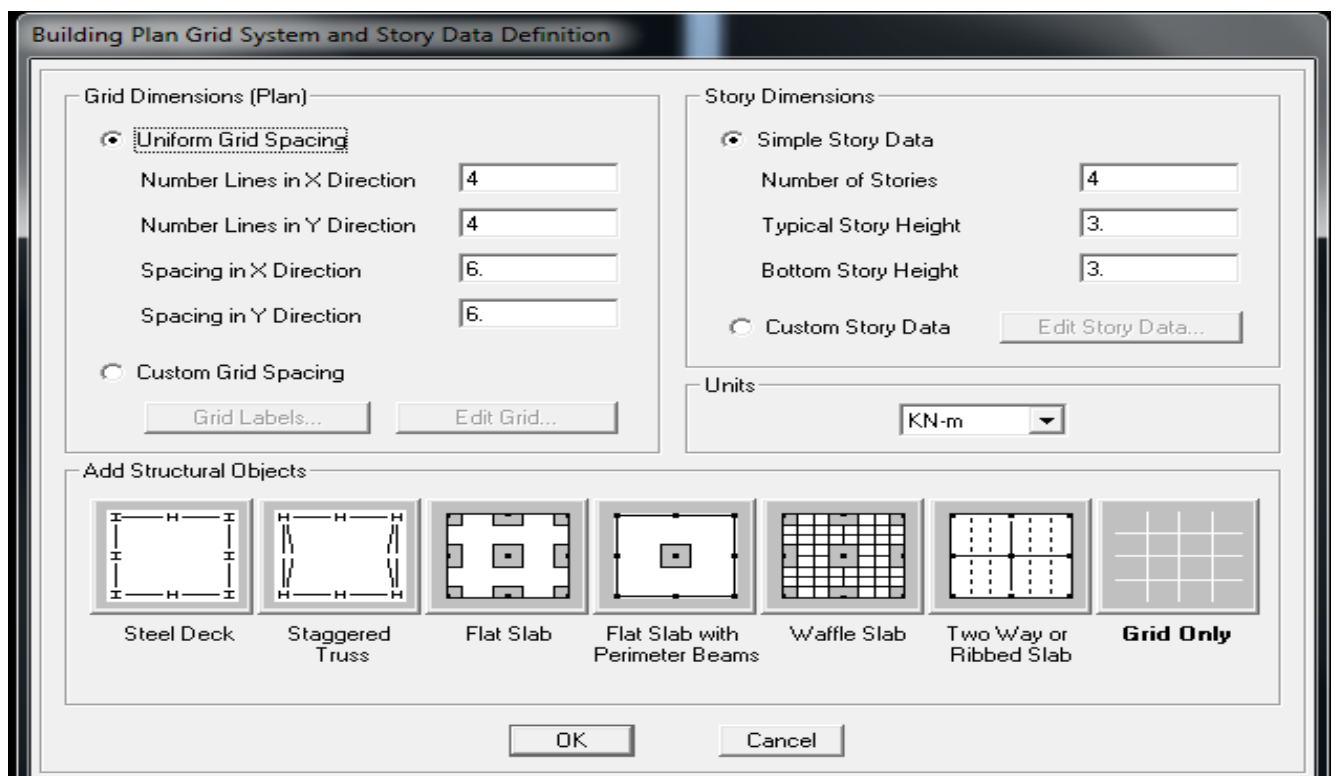 Building Plan Grid System and Story Data Definition
Grid Dimensions (Plan)
Uniform Grid Spacing
Number Lines in X Direction 4
Number Lines in Y Direction 4
Spacing in X Direction 6.
Spacing in Y Direction 6.
Custom Grid Spacing
Grid Labels... Edit Grid...
Story Dimensions
Simple Story Data
Number of Stories 4
Typical Story Height 3.
Bottom Story Height 3.
Custom Story Data Edit Story Data...
Units
KN-m
Add Structural Objects
Steel Deck
Staggered
Truss
Flat Slab
Flat Slab with
Perimeter Beams
Waffle Slab
Two Way or
Ribbed Slab
Grid Only
OK Cancel